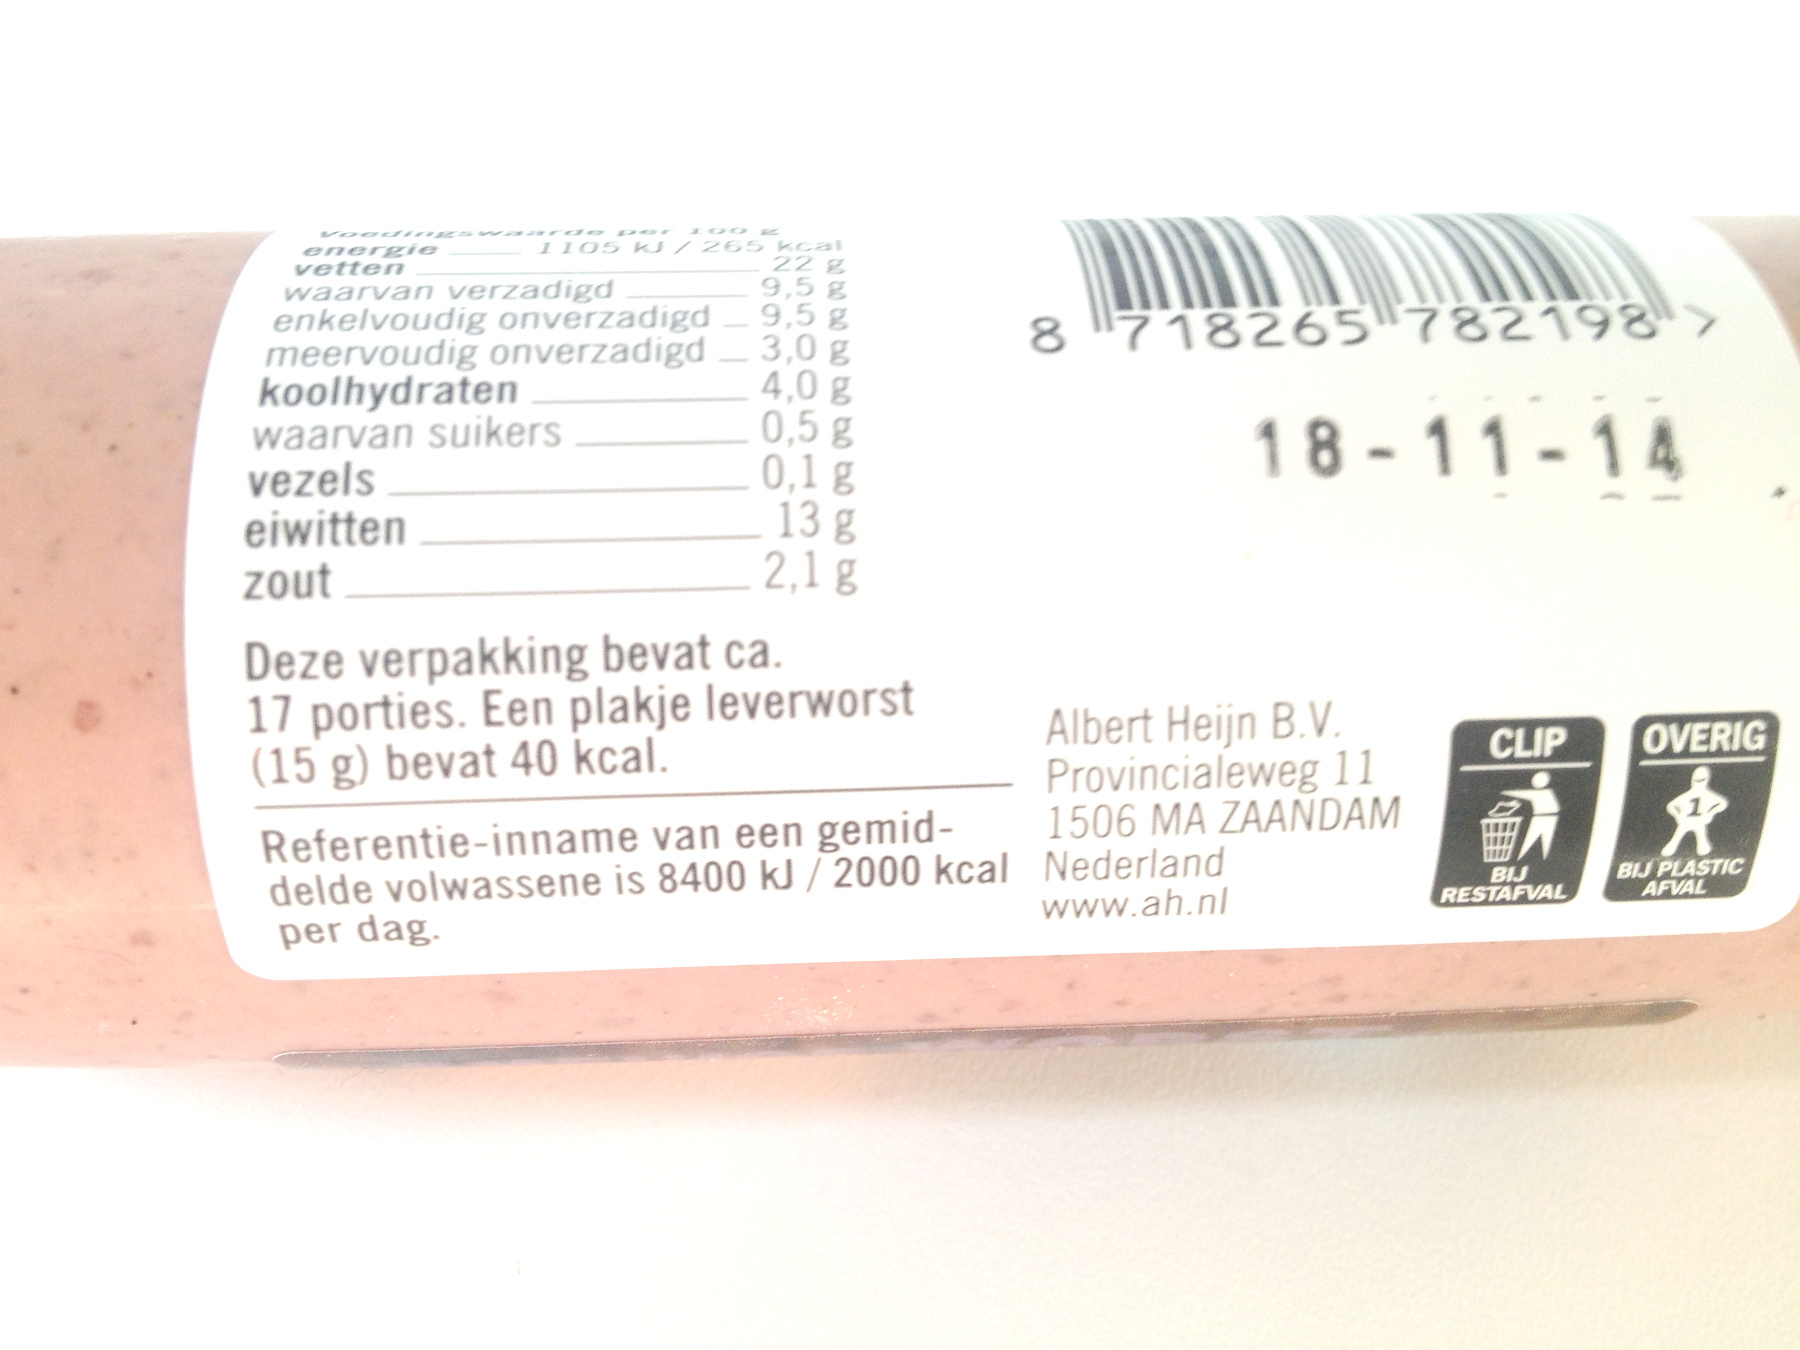 Voedingswaarde per 100 g
energie 1105 kJ / 265 kcal
vetten 22 g
waarvan verzadigd 9,5 g
enkelvoudig onverzadigd 9,5 g
meervoudig onverzadigd 3,0 g
koolhydraten 4,0 g
waarvan suikers 0,5 g
vezels 0,1 g
eiwitten 13 g
zout 2,1 g
Deze verpakking bevat ca.
17 porties. Een plakje leverworst
(15 g) bevat 40 kcal.
Referentie-inname van een gemid-
delde volwassene is 8400 kJ / 2000 kcal
per dag.
8 718265 782198 >
18-11-14
Albert Heijn B.V.
Provincialeweg 11
1506 MA ZAANDAM
Nederland
www.ah.nl
CLIP
BIJ
RESTAFVAL
OVERIG
1
BIJ PLASTIC
AFVAL